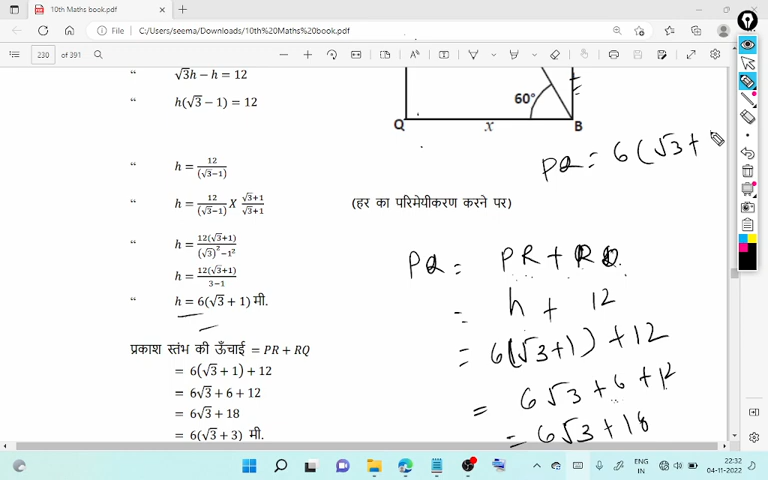 10th Maths book.pdf
File | C:/Users/seema/Downloads/10th%20Maths%20book.pdf
230 of 391
" √3h − h = 12
" h(√3 − 1) = 12
60°
Q x B
PQ = 6 (√3 +
" h = 12/(√3−1)
" h = 12/(√3−1) X √3+1/√3+1 (हर का परिमेयीकरण करने पर)
" h = 12(√3+1)/(√3)²−1²
h = 12(√3+1)/3−1
" h = 6(√3 + 1) मी.
PQ = PR + RQ
= h + 12
= 6(√3+1) + 12
= 6√3 + 6 + 12
= 6√3 + 18
प्रकाश स्तंभ की ऊँचाई = PR + RQ
= 6(√3 + 1) + 12
= 6√3 + 6 + 12
= 6√3 + 18
= 6(√3 + 3) मी.
ENG
IN
22:32
04-11-2022